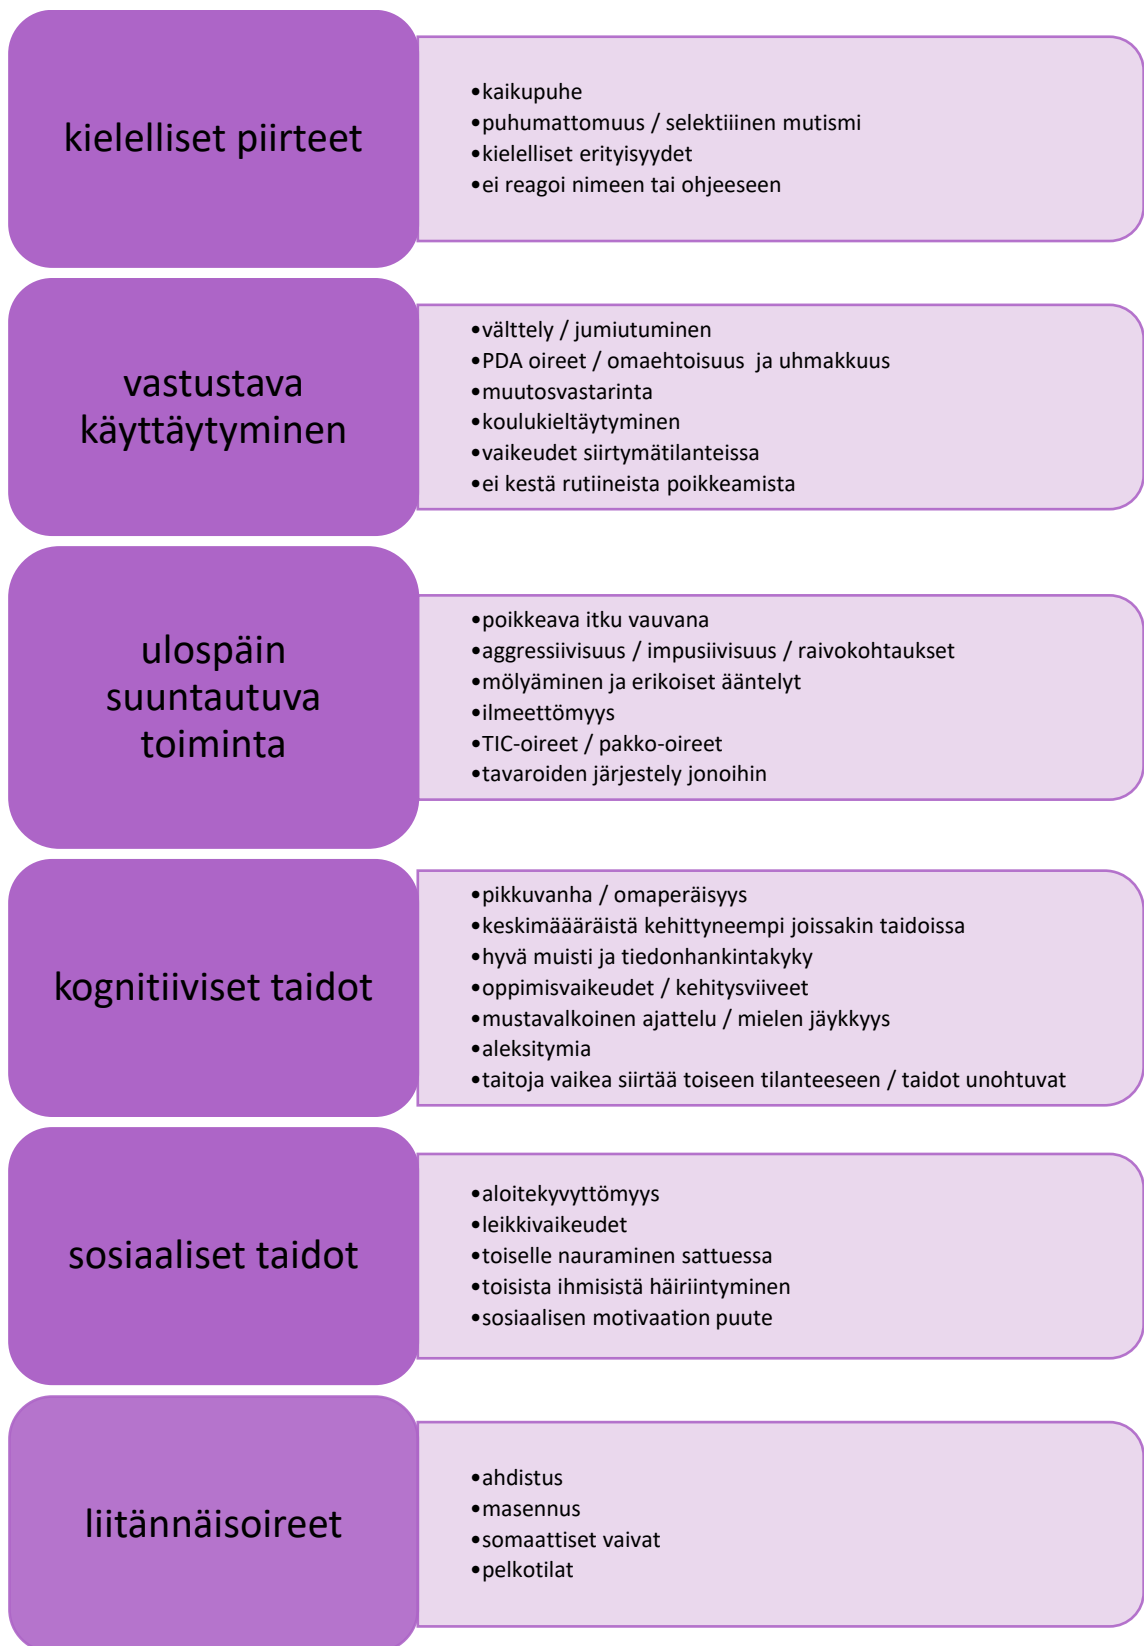 kielelliset piirteet
•kaikupuhe
•puhumattomuus / selektiiinen mutismi
•kielelliset erityisyydet
•ei reagoi nimeen tai ohjeeseen
vastustava
käyttäytyminen
•välttely / jumiutuminen
•PDA oireet / omaehtoisuus ja uhmakkuus
•muutosvastarinta
•koulukieltäytyminen
•vaikeudet siirtymätilanteissa
•ei kestä rutiineista poikkeamista
ulospäin
suuntautuva
toiminta
•poikkeava itku vauvana
•aggressiivisuus / impusiivisuus / raivokohtaukset
•mölyäminen ja erikoiset ääntelyt
•ilmeettömyys
•TIC-oireet / pakko-oireet
•tavaroiden järjestely jonoihin
kognitiiviset taidot
•pikkuvanha / omaperäisyys
•keskimäääräistä kehittyneempi joissakin taidoissa
•hyvä muisti ja tiedonhankintakyky
•oppimisvaikeudet / kehitysviiveet
•mustavalkoinen ajattelu / mielen jäykkyys
•aleksitymia
•taitoja vaikea siirtää toiseen tilanteeseen / taidot unohtuvat
sosiaaliset taidot
•aloitekyvyttömyys
•leikkivaikeudet
•toiselle nauraminen sattuessa
•toisista ihmisistä häiriintyminen
•sosiaalisen motivaation puute
liitännäisoireet
•ahdistus
•masennus
•somaattiset vaivat
•pelkotilat